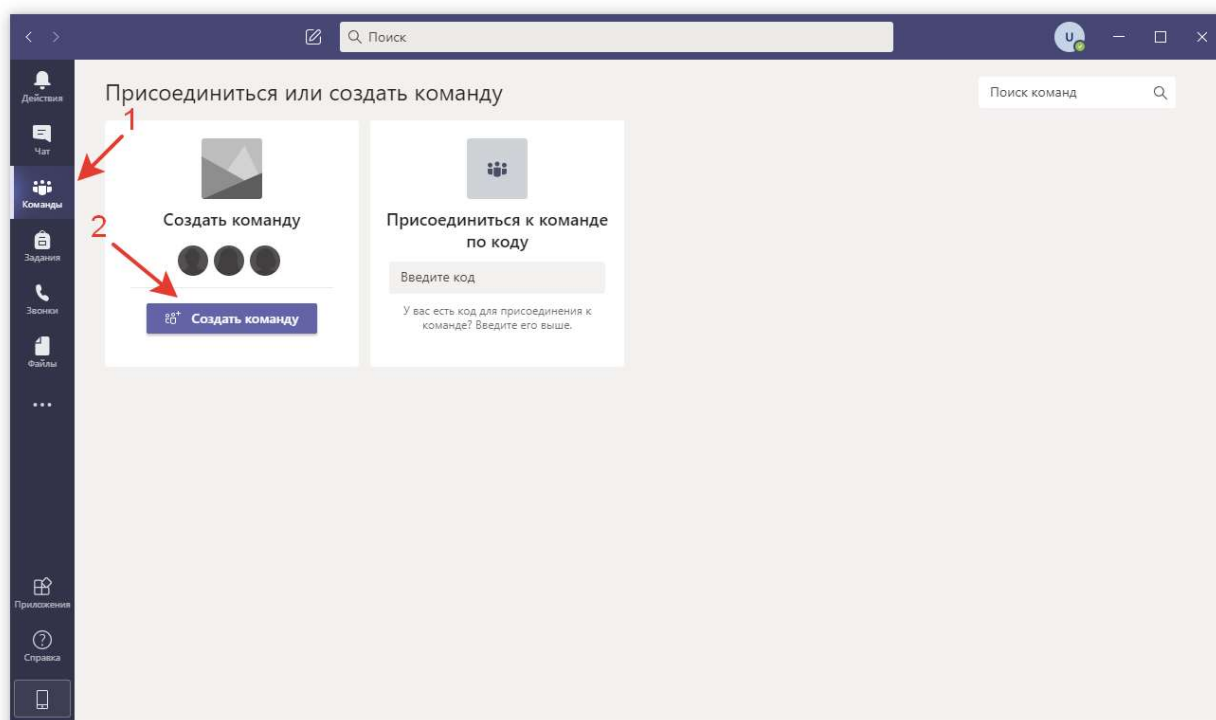 Поиск
U
Действия
Чат
Команды
Задания
Звонки
Файлы
Приложения
Справка
Присоединиться или создать команду
Поиск команд
1
2
Создать команду
Создать команду
Присоединиться к команде
по коду
Введите код
У вас есть код для присоединения к
команде? Введите его выше.